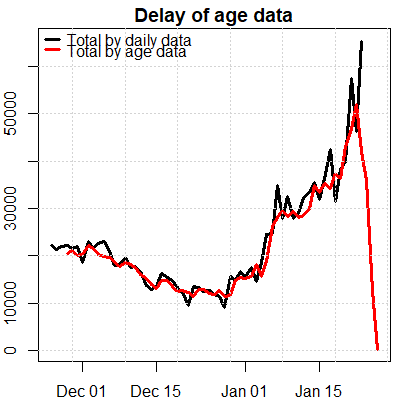 Delay of age data
Total by daily data
Total by age data
50000
30000
10000
0
Dec 01 Dec 15 Jan 01 Jan 15